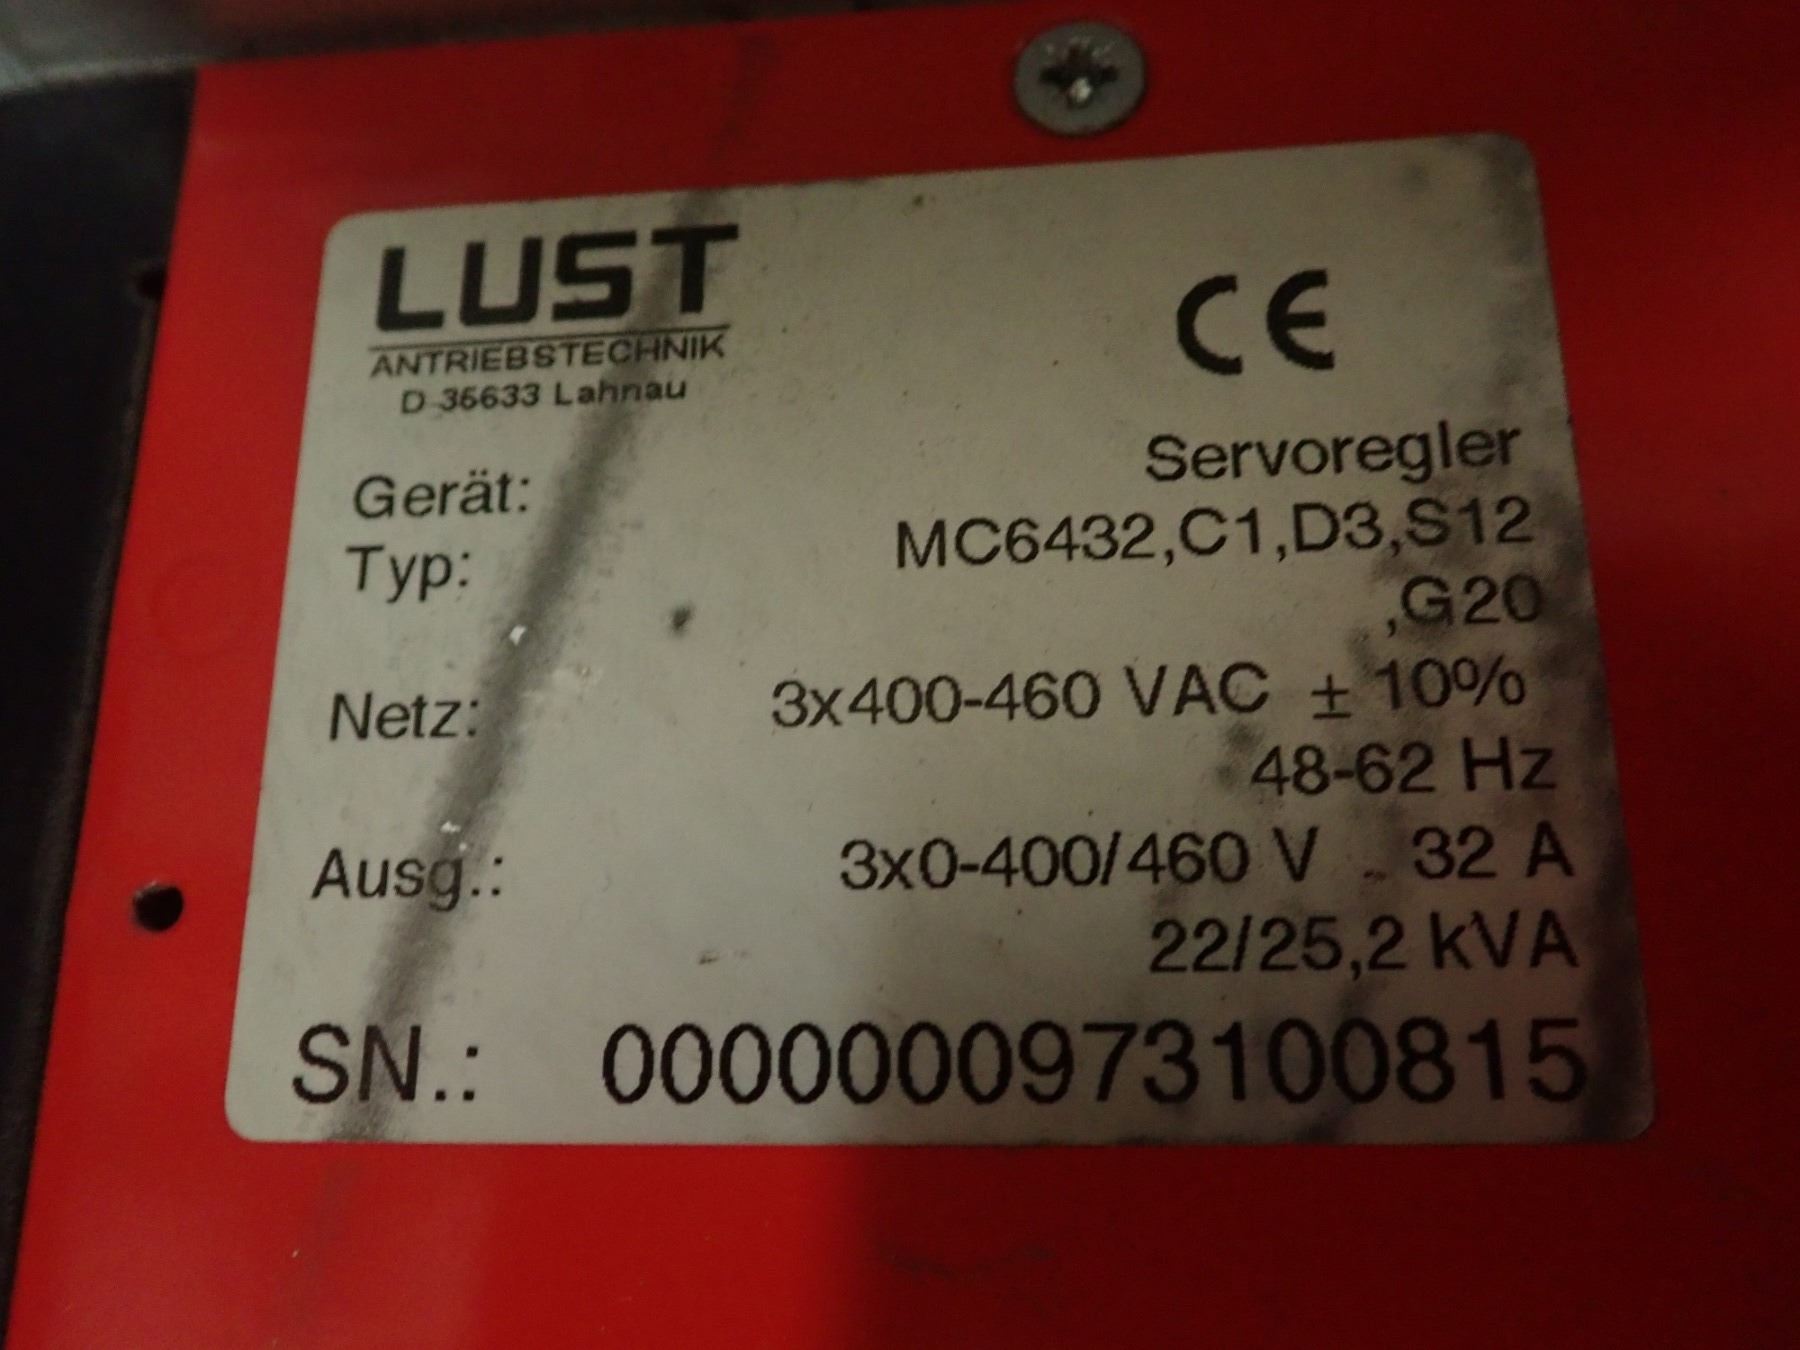 LUST
ANTRIEBSTECHNIK
D 35633 Lahnau
CE
Gerät: Servoregler
Typ: MC6432,C1,D3,S12
,G20
Netz: 3x400-460 VAC ± 10%
48-62 Hz
Ausg.: 3x0-400/460 V 32 A
22/25,2 kVA
SN.: 0000000973100815